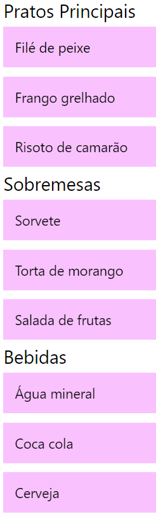 Pratos Principais
Filé de peixe
Frango grelhado
Risoto de camarão
Sobremesas
Sorvete
Torta de morango
Salada de frutas
Bebidas
Água mineral
Coca cola
Cerveja